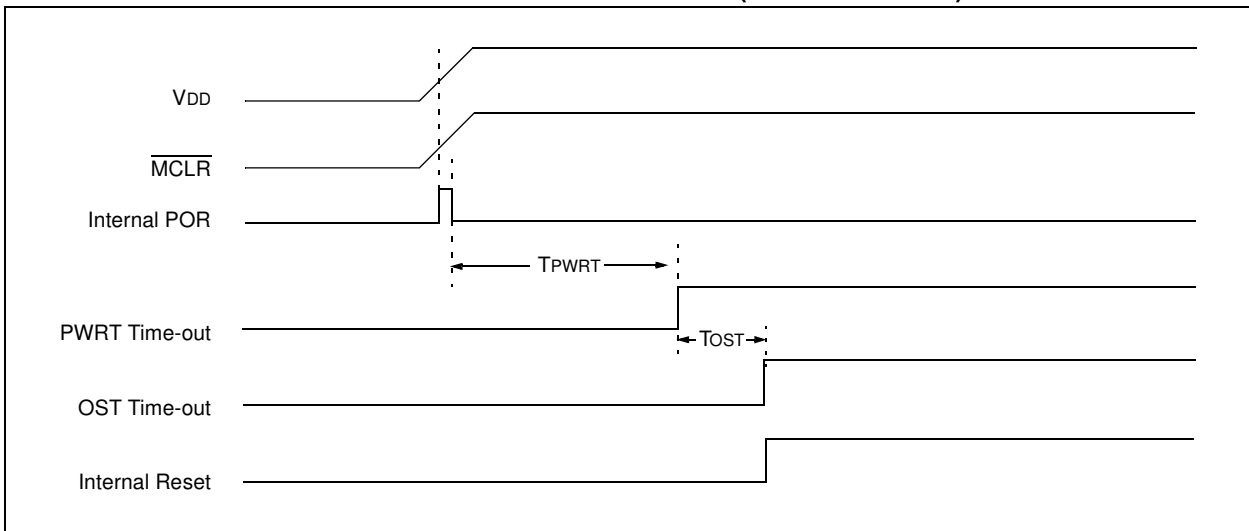 VDD
MCLR
Internal POR
TPWRT
PWRT Time-out
TOST
OST Time-out
Internal Reset